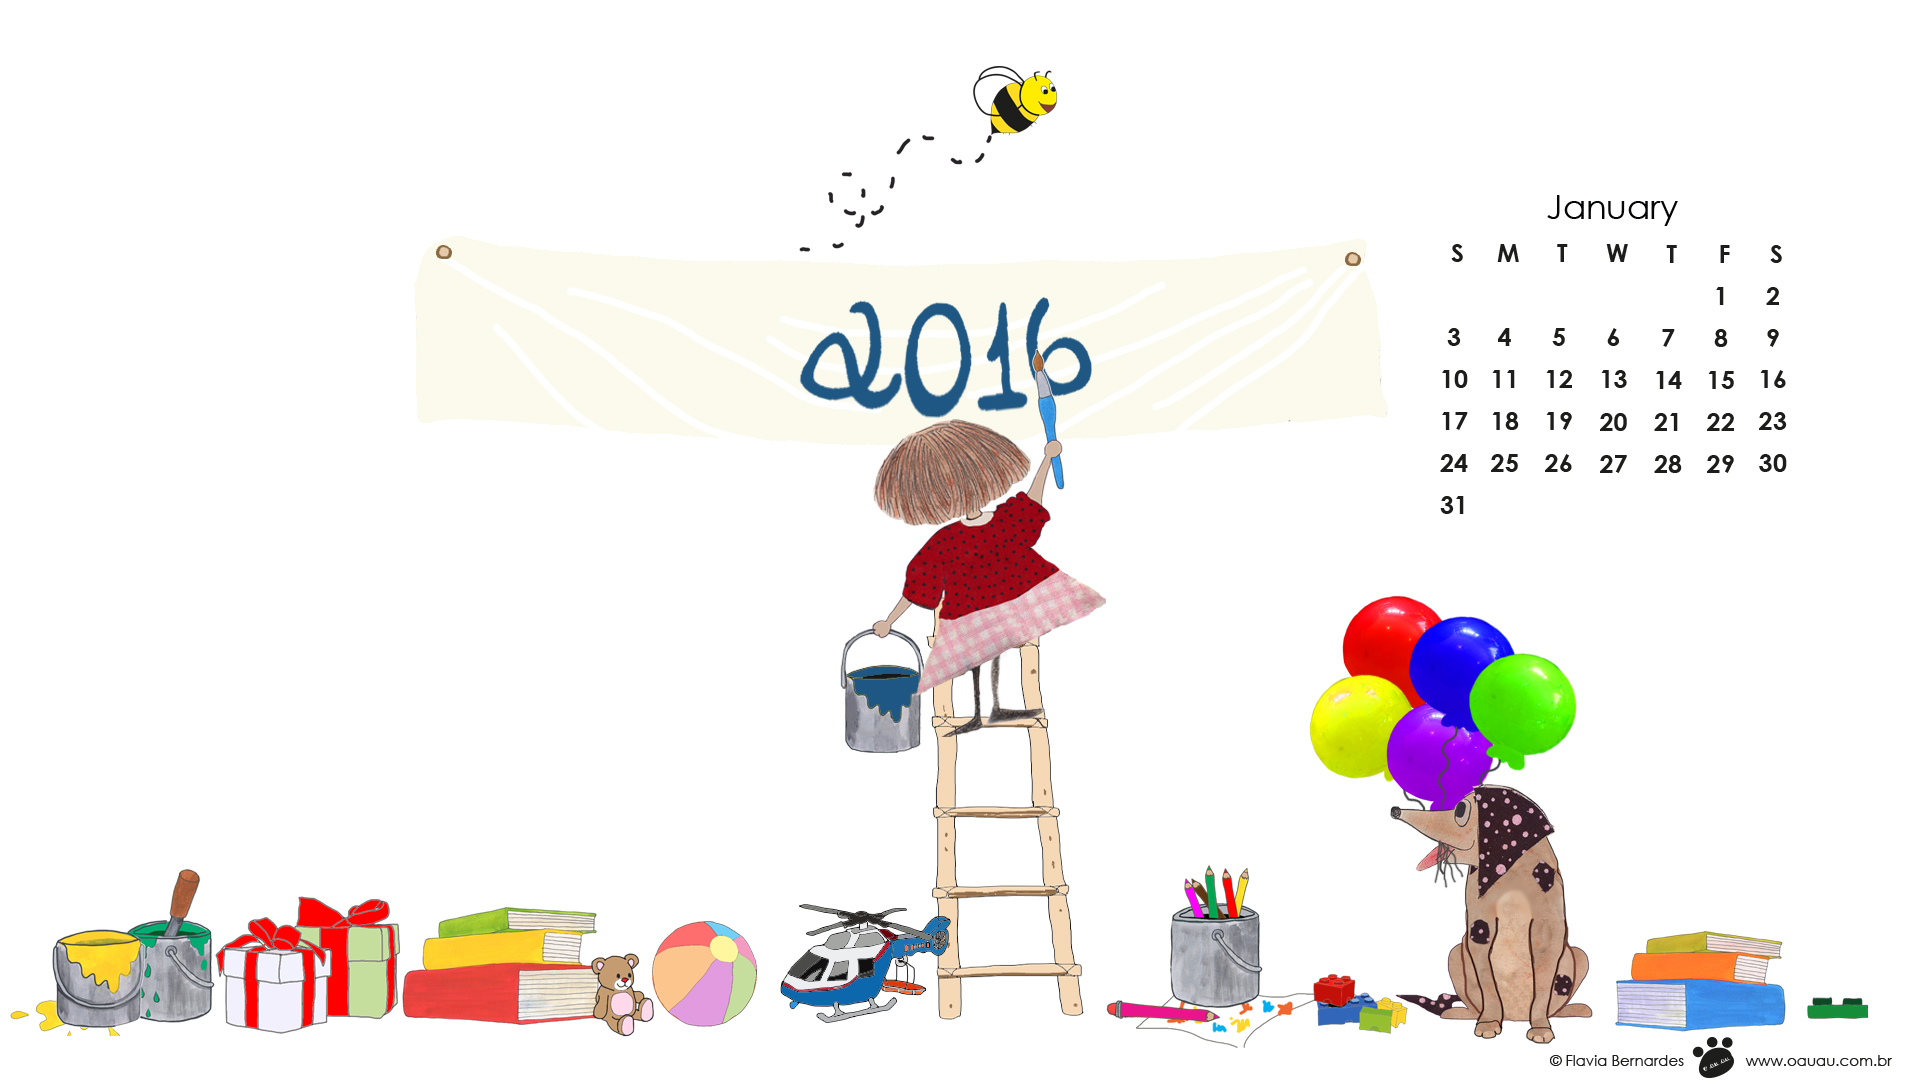 2016
January
S M T W T F S
1 2
3 4 5 6 7 8 9
10 11 12 13 14 15 16
17 18 19 20 21 22 23
24 25 26 27 28 29 30
31
© Flavia Bernardes
www.oauau.com.br